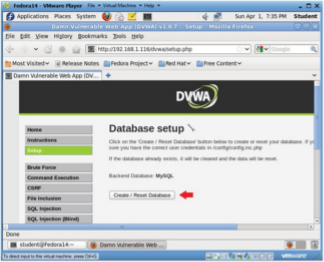 Fedora14 - VMware Player File Virtual Machine Help
Applications Places System Sun Apr 1, 7:35 PM Student
Damn Vulnerable Web App (DVWA) v1.0.7 :: Setup - Mozilla Firefox
File Edit View History Bookmarks Tools Help
http://192.168.1.116/dvwa/setup.php
Google
Most Visited Release Notes Fedora Project Red Hat Free Content
Damn Vulnerable Web App (DV...
DVWA
Home
Instructions
Setup
Brute Force
Command Execution
CSRF
File Inclusion
SQL Injection
SQL Injection (Blind)
Database setup
Click on the 'Create / Reset Database' button below to create or reset your database. If y
sure you have the correct user credentials in /config/config.inc.php
If the database already exists, it will be cleared and the data will be reset.
Backend Database: MySQL
Create / Reset Database
Done
student@Fedora14:~ Damn Vulnerable Web ...
To direct input to this virtual machine, press Ctrl+G.
vmware